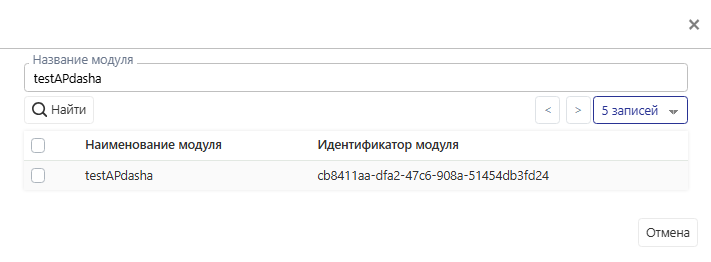 Название модуля
testAPdasha
Найти < > 5 записей
Наименование модуля Идентификатор модуля
testAPdasha cb8411aa-dfa2-47c6-908a-51454db3fd24
Отмена